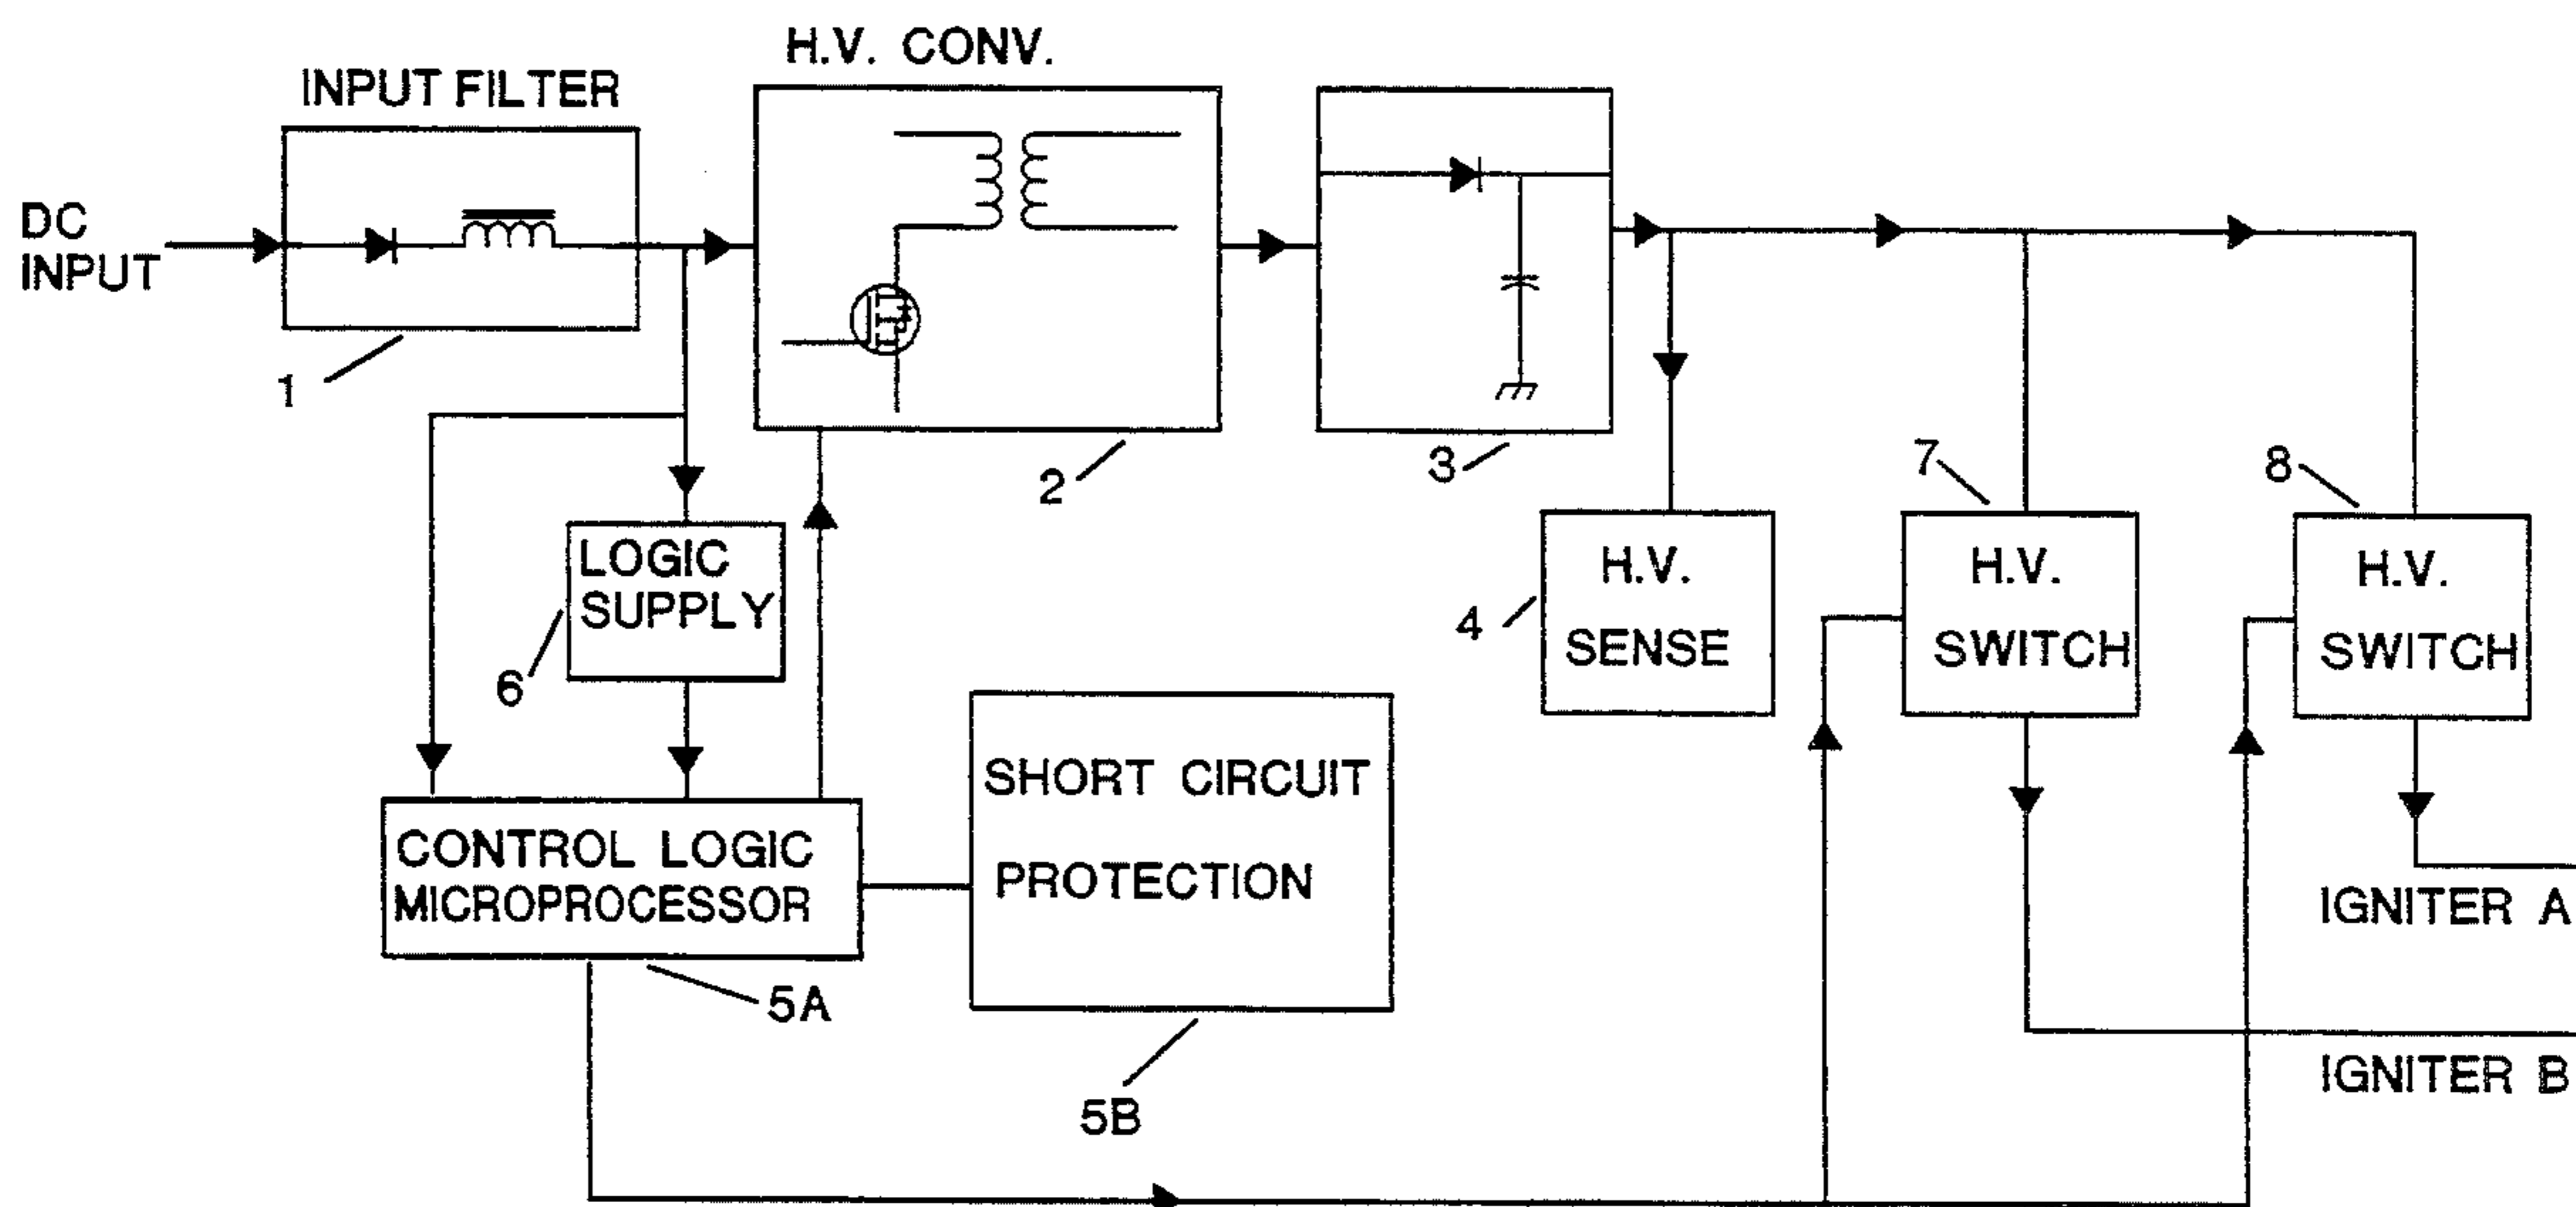 H.V. CONV.
INPUT FILTER
DC
INPUT
1
2
3
7
8
LOGIC
SUPPLY
6
H.V.
SENSE
4
H.V.
SWITCH
H.V.
SWITCH
SHORT CIRCUIT
PROTECTION
CONTROL LOGIC
MICROPROCESSOR
5A
5B
IGNITER A
IGNITER B